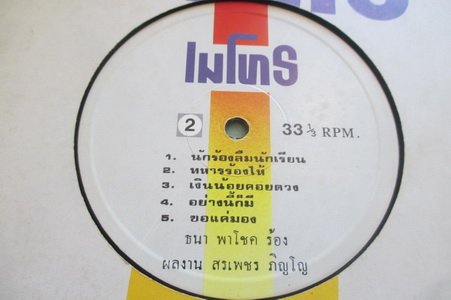 เมโทร
2 33 ⅓ RPM.
1. นักร้องลืมนักเรียน
2. ทหารร้องไห้
3. เงินน้อยคอยดวง
4. อย่างนี้ก็มี
5. ขอแค่มอง
ธนา พาโชค ร้อง
ผลงาน สรเพชร ภิญโญ